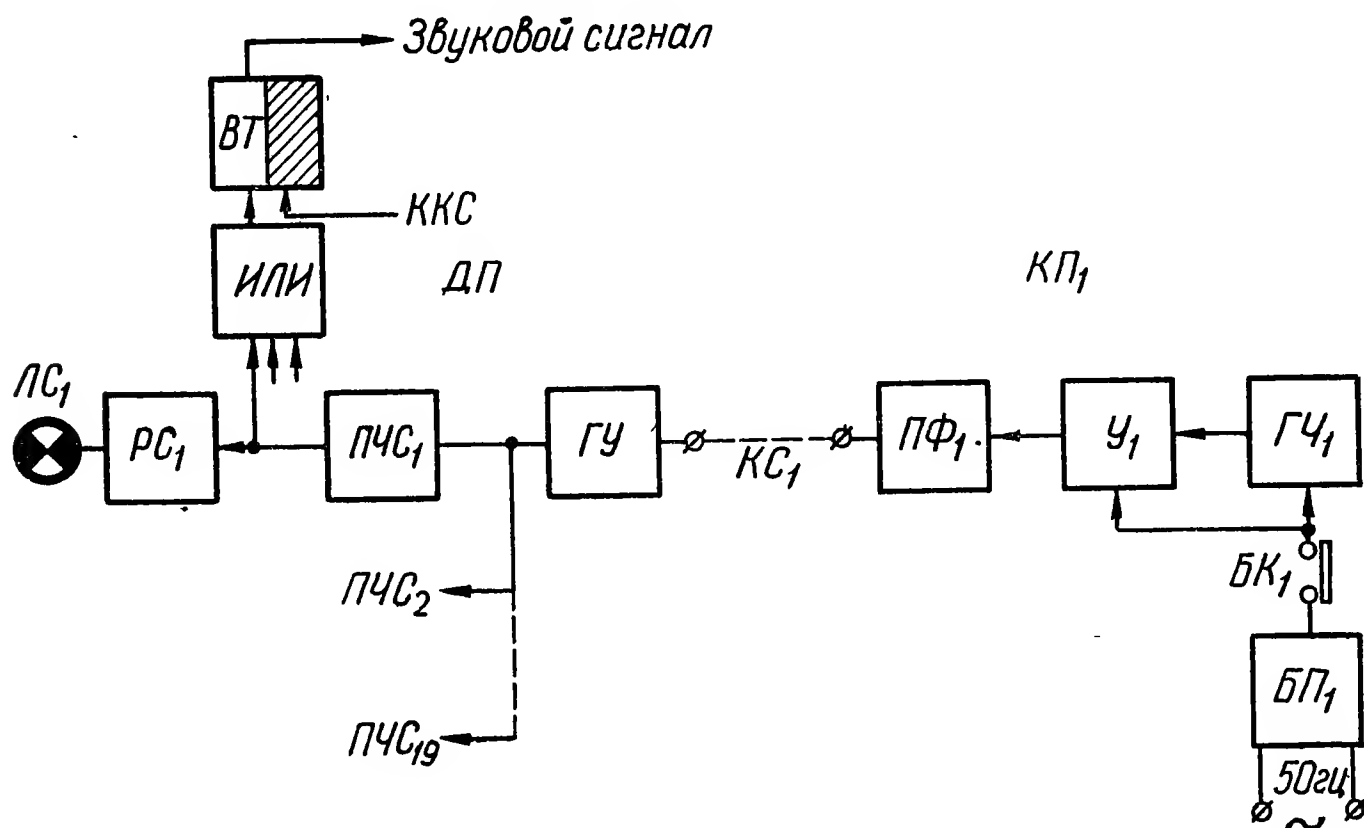 Звуковой сигнал
ВТ
ККС
ИЛИ
ДП
КП₁
ЛС₁
РС₁
ПЧС₁
ГУ
КС₁
ПФ₁
У₁
ГЧ₁
ПЧС₂
БК₁
БП₁
ПЧС₁₉
50гц
~